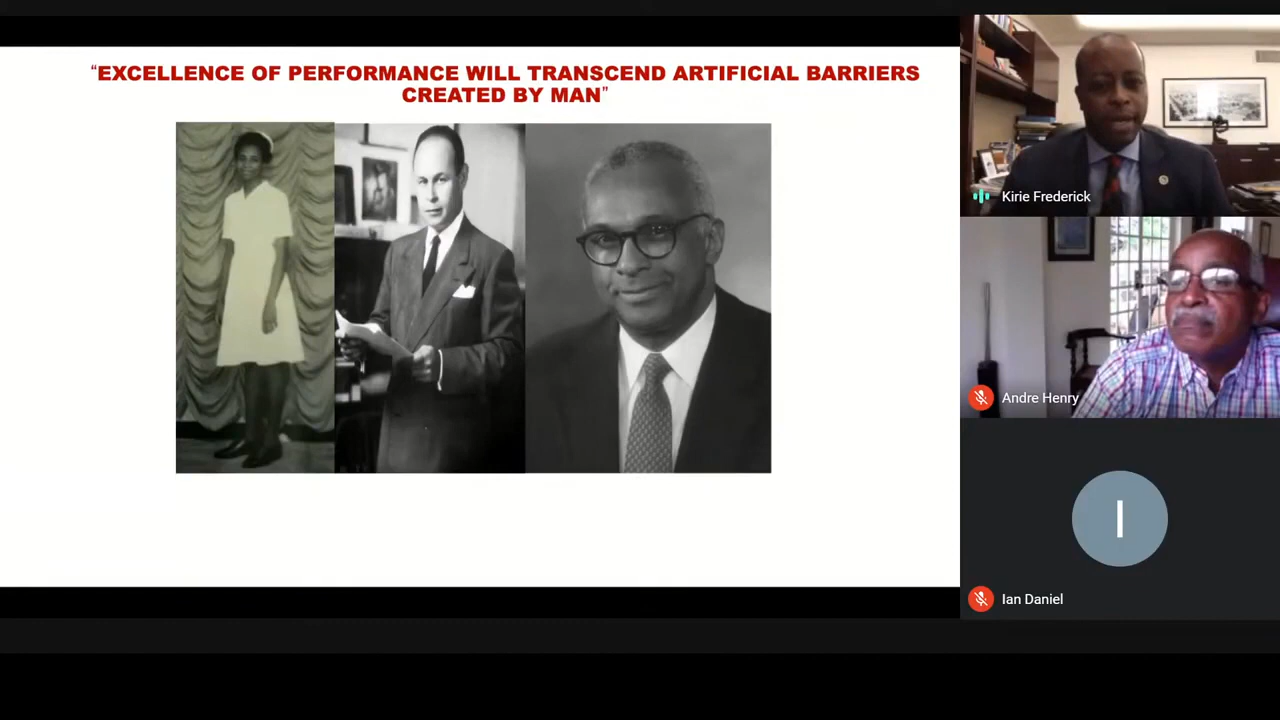 “EXCELLENCE OF PERFORMANCE WILL TRANSCEND ARTIFICIAL BARRIERS
CREATED BY MAN”
Kirie Frederick
Andre Henry
I
Ian Daniel